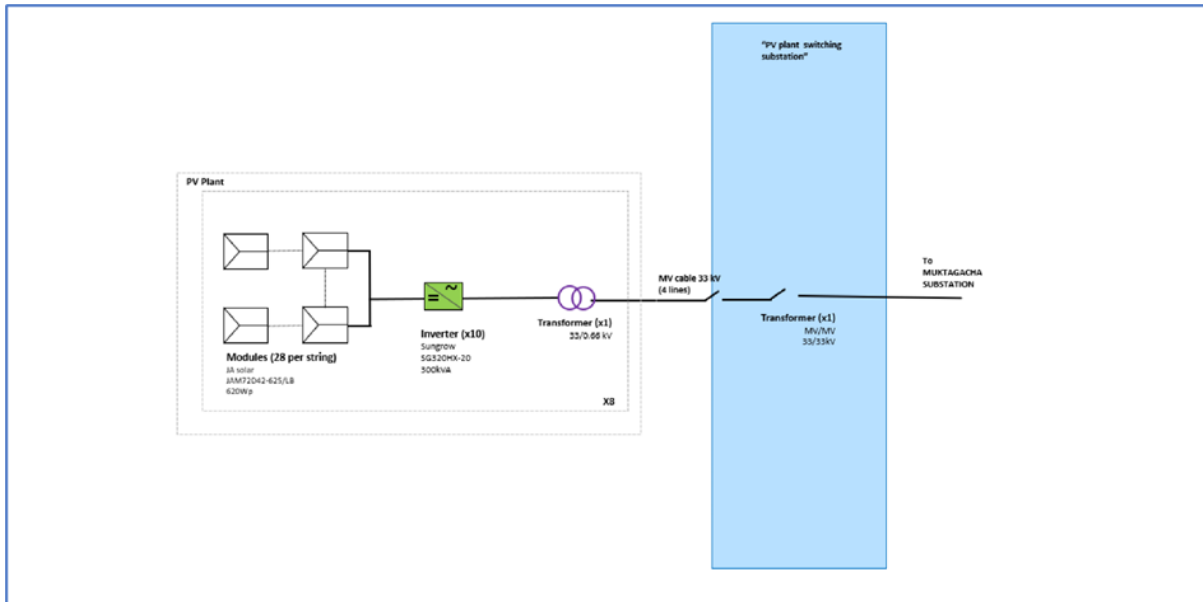 "PV plant switching
substation"
PV Plant
To
MUKTAGACHA
SUBSTATION
MV cable 33 kV
(4 lines)
Transformer (x1)
33/0.66 kV
Transformer (x1)
MV/MV
33/33kV
Inverter (x10)
Sungrow
SG320HX-20
300kVA
Modules (28 per string)
JA solar
JAM72D42-625/LB
620Wp
X8